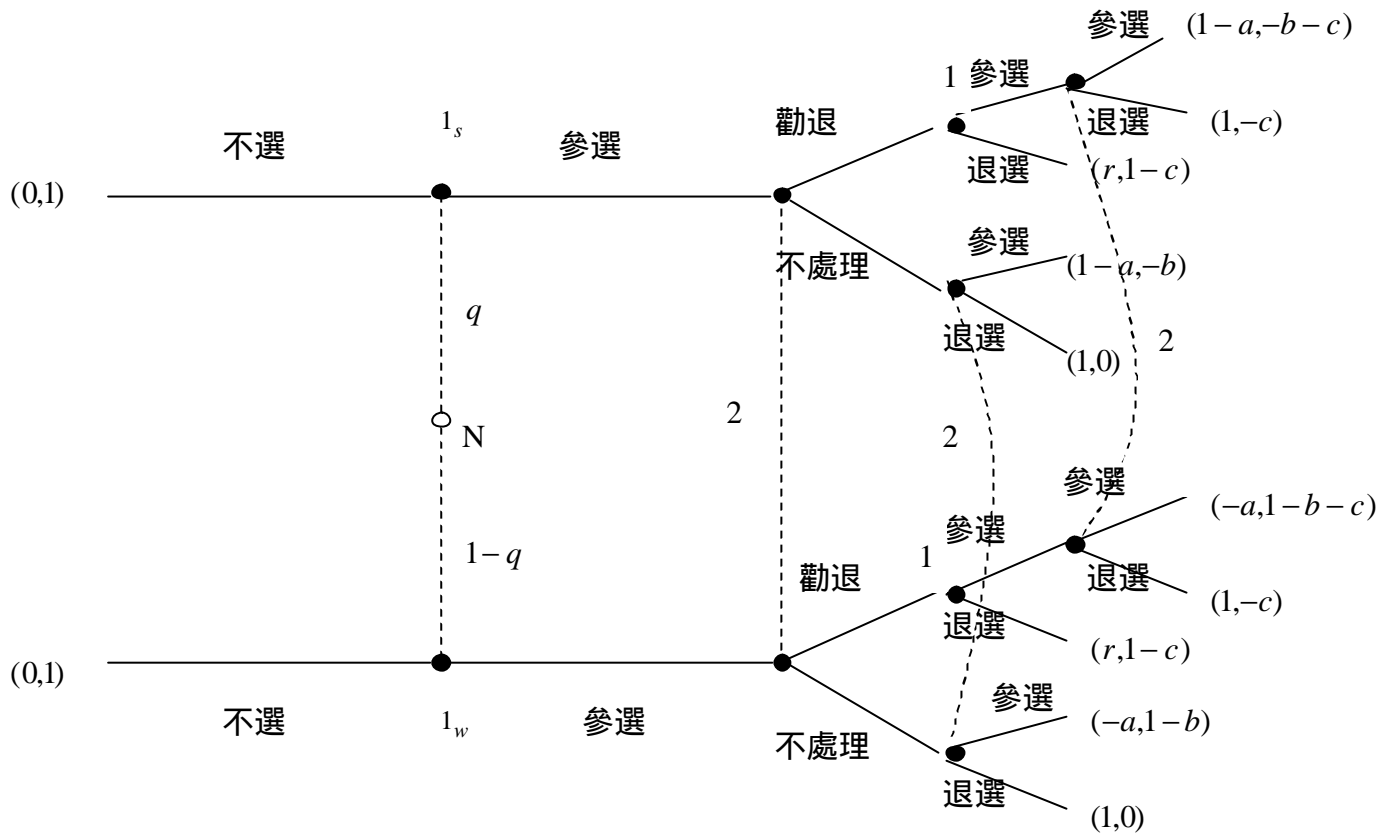 參選 (1−a,−b−c)
1 參選
勸退
退選 (1,−c)
不選 1s 參選
退選 (r,1−c)
(0,1)
參選
不處理 (1−a,−b)
q
退選 2
(1,0)
2
N 2
參選
(−a,1−b−c)
參選
1−q 1
勸退 退選
(1,−c)
退選
(r,1−c)
(0,1)
參選
不選 1w 參選 (−a,1−b)
不處理
退選
(1,0)